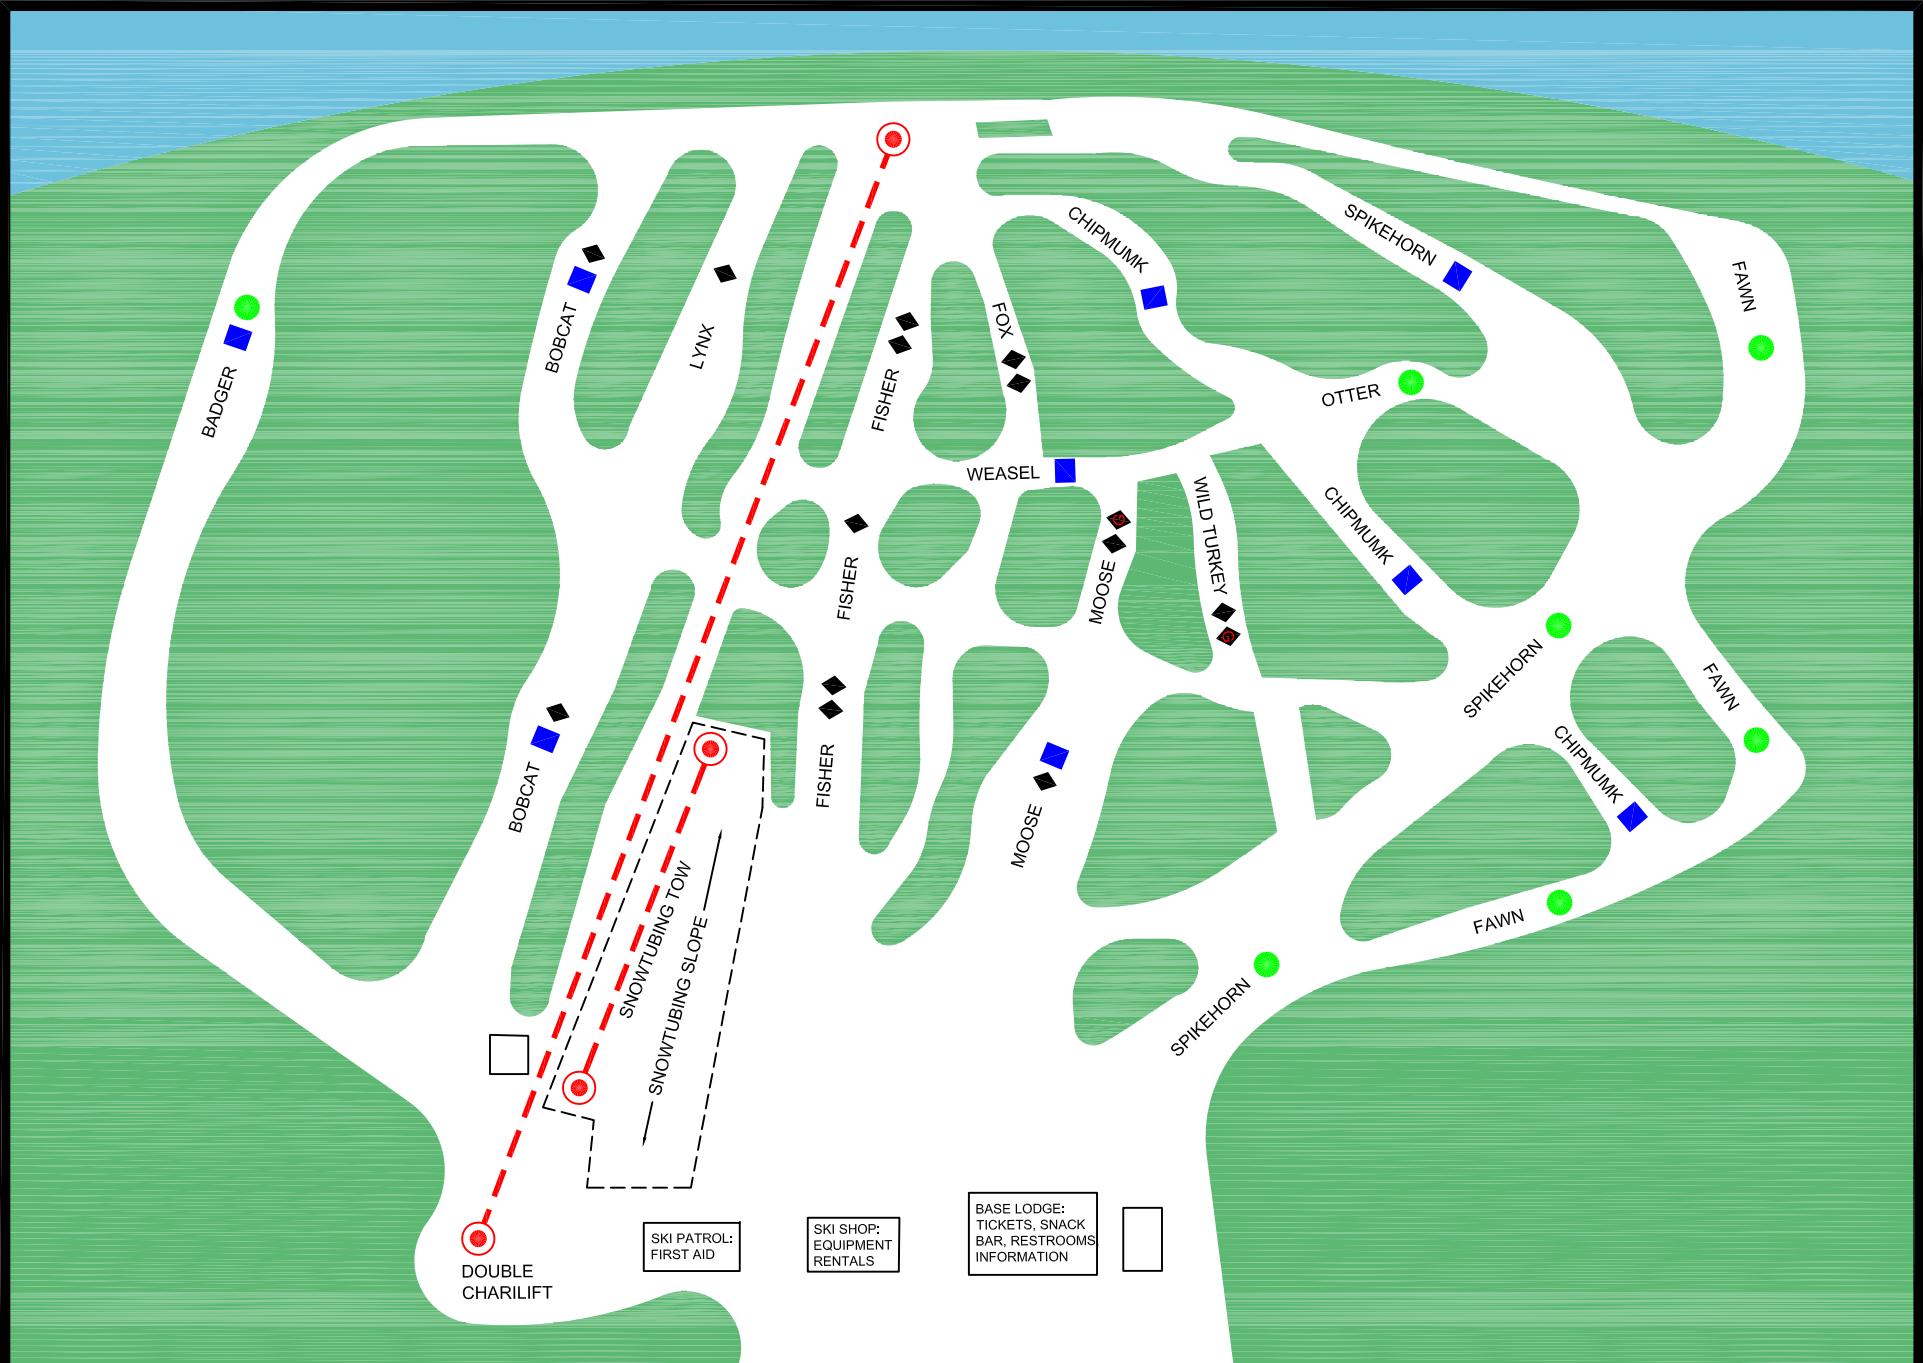 CHIPMUMK
SPIKEHORN
FAWN
BADGER
BOBCAT
LYNX
FISHER
FOX
OTTER
WEASEL
WILD TURKEY
G
MOOSE
CHIPMUMK
FISHER
G
SPIKEHORN
FAWN
BOBCAT
FISHER
MOOSE
CHIPMUMK
SNOWTUBING TOW
SNOWTUBING SLOPE
FAWN
SPIKEHORN
DOUBLE
CHARILIFT
SKI PATROL:
FIRST AID
SKI SHOP:
EQUIPMENT
RENTALS
BASE LODGE:
TICKETS, SNACK
BAR, RESTROOMS
INFORMATION